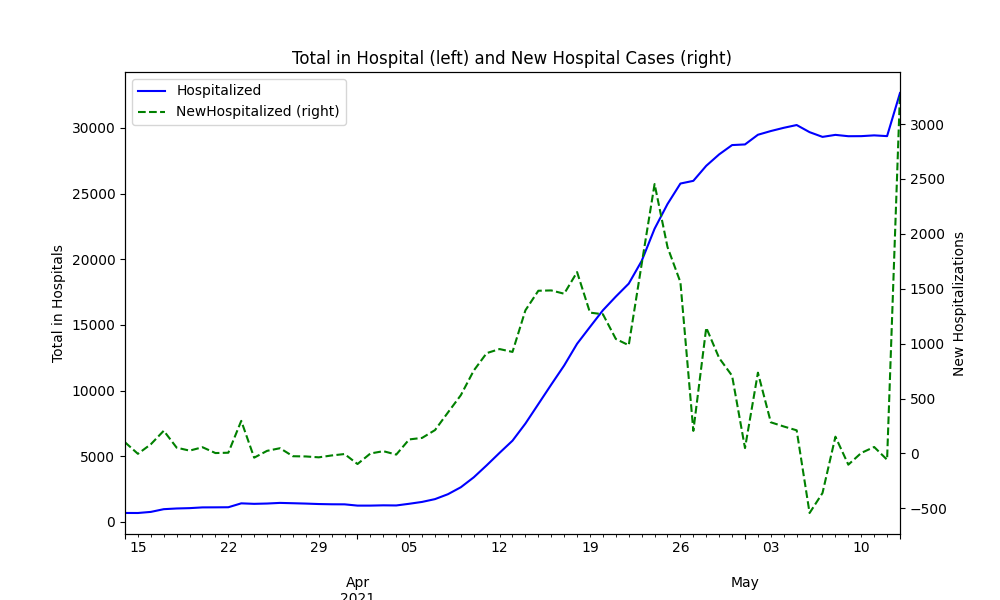 Total in Hospital (left) and New Hospital Cases (right)
Hospitalized
NewHospitalized (right)
Total in Hospitals
30000
25000
20000
15000
10000
5000
0
3000
2500
2000
1500
1000
500
0
−500
New Hospitalizations
15 22 29 05 12 19 26 03 10
Apr May
2021